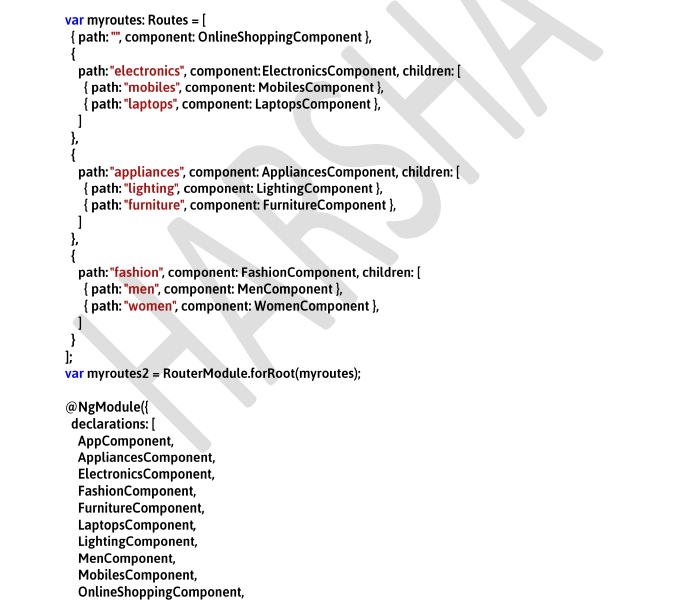 var myroutes: Routes = [
{ path: "", component: OnlineShoppingComponent },
{
path: "electronics", component:ElectronicsComponent, children: [
{ path: "mobiles", component: MobilesComponent },
{ path: "laptops", component: LaptopsComponent },
]
},
{
path: "appliances", component: AppliancesComponent, children: [
{ path: "lighting", component: LightingComponent },
{ path: "furniture", component: FurnitureComponent },
]
},
{
path: "fashion", component: FashionComponent, children: [
{ path: "men", component: MenComponent },
{ path: "women", component: WomenComponent },
]
}
];
var myroutes2 = RouterModule.forRoot(myroutes);
@NgModule({
declarations: [
AppComponent,
AppliancesComponent,
ElectronicsComponent,
FashionComponent,
FurnitureComponent,
LaptopsComponent,
LightingComponent,
MenComponent,
MobilesComponent,
OnlineShoppingComponent,
HARSHA